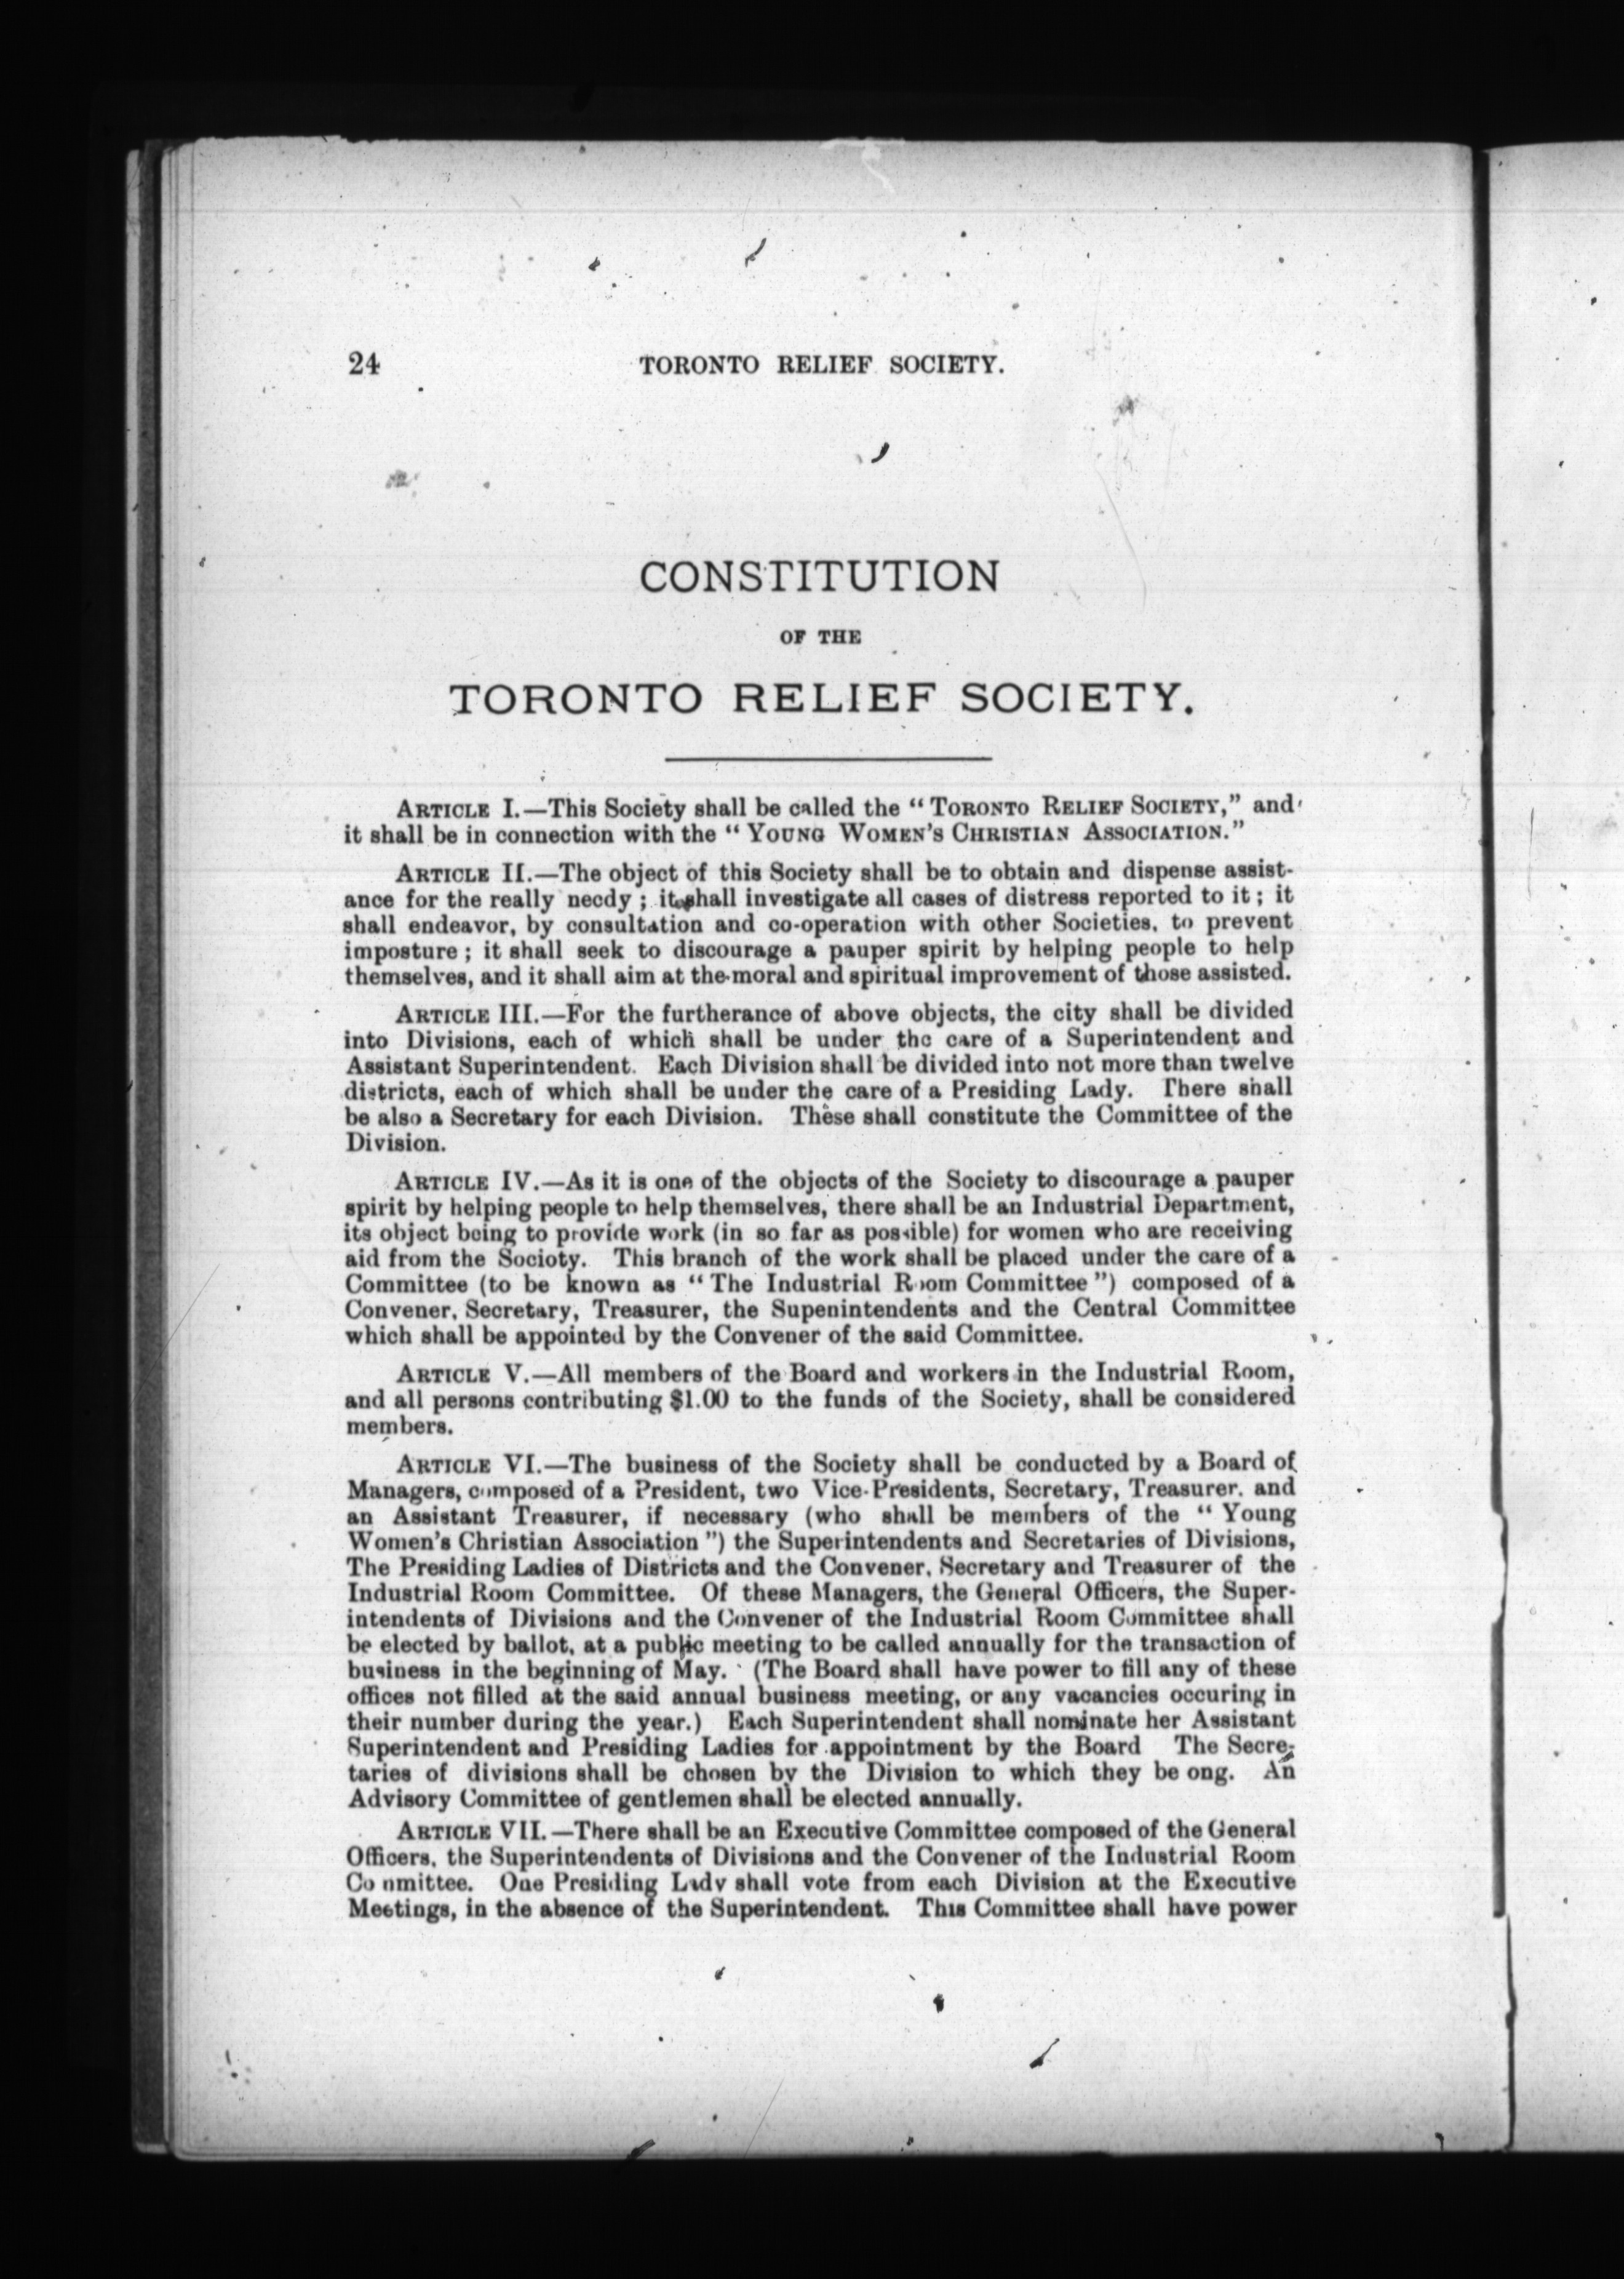 24 TORONTO RELIEF SOCIETY.
CONSTITUTION
OF THE
TORONTO RELIEF SOCIETY.
ARTICLE I.—This Society shall be called the “ TORONTO RELIEF SOCIETY,” and
it shall be in connection with the “ YOUNG WOMEN’S CHRISTIAN ASSOCIATION.”
ARTICLE II.—The object of this Society shall be to obtain and dispense assist-
ance for the really needy ; it shall investigate all cases of distress reported to it ; it
shall endeavor, by consultation and co-operation with other Societies, to prevent
imposture ; it shall seek to discourage a pauper spirit by helping people to help
themselves, and it shall aim at the moral and spiritual improvement of those assisted.
ARTICLE III.—For the furtherance of above objects, the city shall be divided
into Divisions, each of which shall be under the care of a Superintendent and
Assistant Superintendent. Each Division shall be divided into not more than twelve
districts, each of which shall be under the care of a Presiding Lady. There shall
be also a Secretary for each Division. These shall constitute the Committee of the
Division.
ARTICLE IV.—As it is one of the objects of the Society to discourage a pauper
spirit by helping people to help themselves, there shall be an Industrial Department,
its object being to provide work (in so far as possible) for women who are receiving
aid from the Society. This branch of the work shall be placed under the care of a
Committee (to be known as “ The Industrial Room Committee ”) composed of a
Convener, Secretary, Treasurer, the Supenintendents and the Central Committee
which shall be appointed by the Convener of the said Committee.
ARTICLE V.—All members of the Board and workers in the Industrial Room,
and all persons contributing $1.00 to the funds of the Society, shall be considered
members.
ARTICLE VI.—The business of the Society shall be conducted by a Board of
Managers, composed of a President, two Vice-Presidents, Secretary, Treasurer, and
an Assistant Treasurer, if necessary (who shall be members of the “ Young
Women’s Christian Association ”) the Superintendents and Secretaries of Divisions,
The Presiding Ladies of Districts and the Convener, Secretary and Treasurer of the
Industrial Room Committee. Of these Managers, the General Officers, the Super-
intendents of Divisions and the Convener of the Industrial Room Committee shall
be elected by ballot, at a public meeting to be called annually for the transaction of
business in the beginning of May. (The Board shall have power to fill any of these
offices not filled at the said annual business meeting, or any vacancies occuring in
their number during the year.) Each Superintendent shall nominate her Assistant
Superintendent and Presiding Ladies for appointment by the Board The Secre-
taries of divisions shall be chosen by the Division to which they be ong. An
Advisory Committee of gentlemen shall be elected annually.
ARTICLE VII.—There shall be an Executive Committee composed of the General
Officers, the Superintendents of Divisions and the Convener of the Industrial Room
Committee. One Presiding Lady shall vote from each Division at the Executive
Meetings, in the absence of the Superintendent. This Committee shall have power